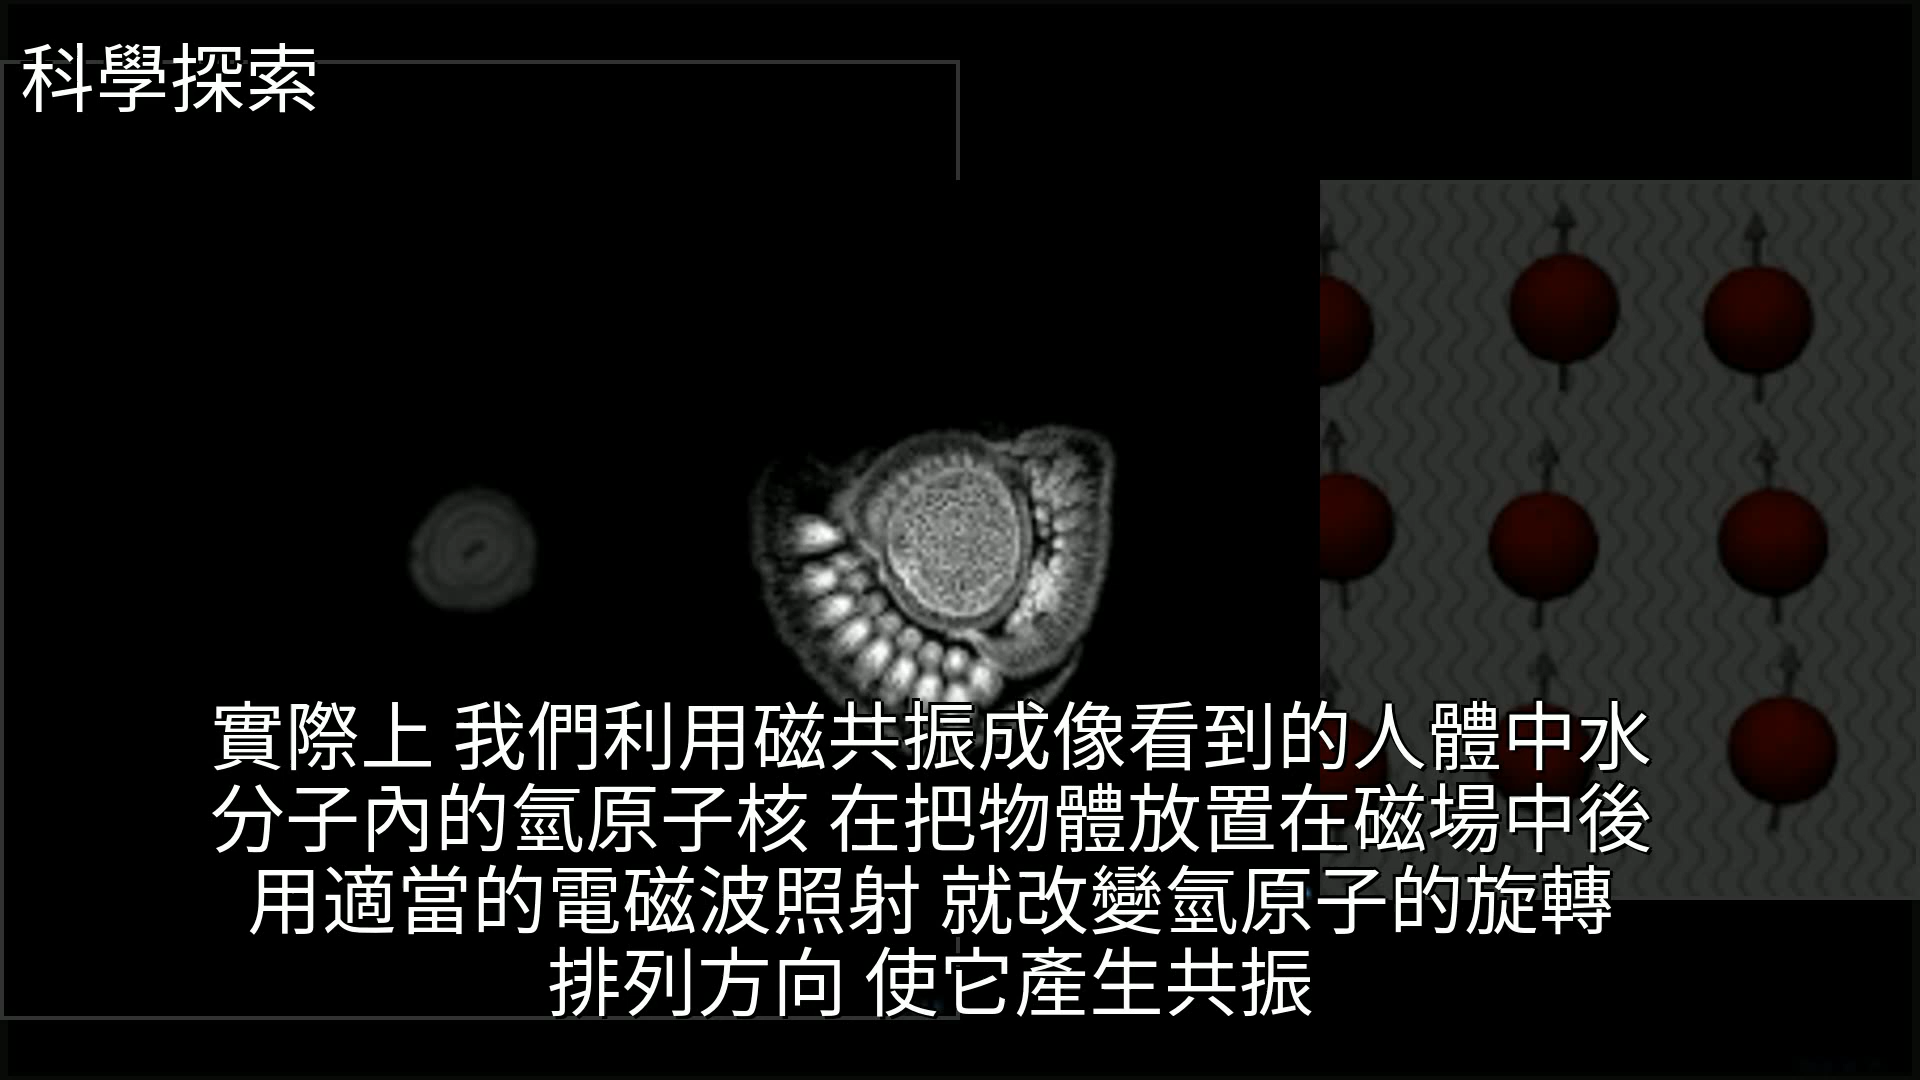 科學探索
實際上 我們利用磁共振成像看到的人體中水
分子內的氫原子核 在把物體放置在磁場中後
用適當的電磁波照射 就改變氫原子的旋轉
排列方向 使它產生共振